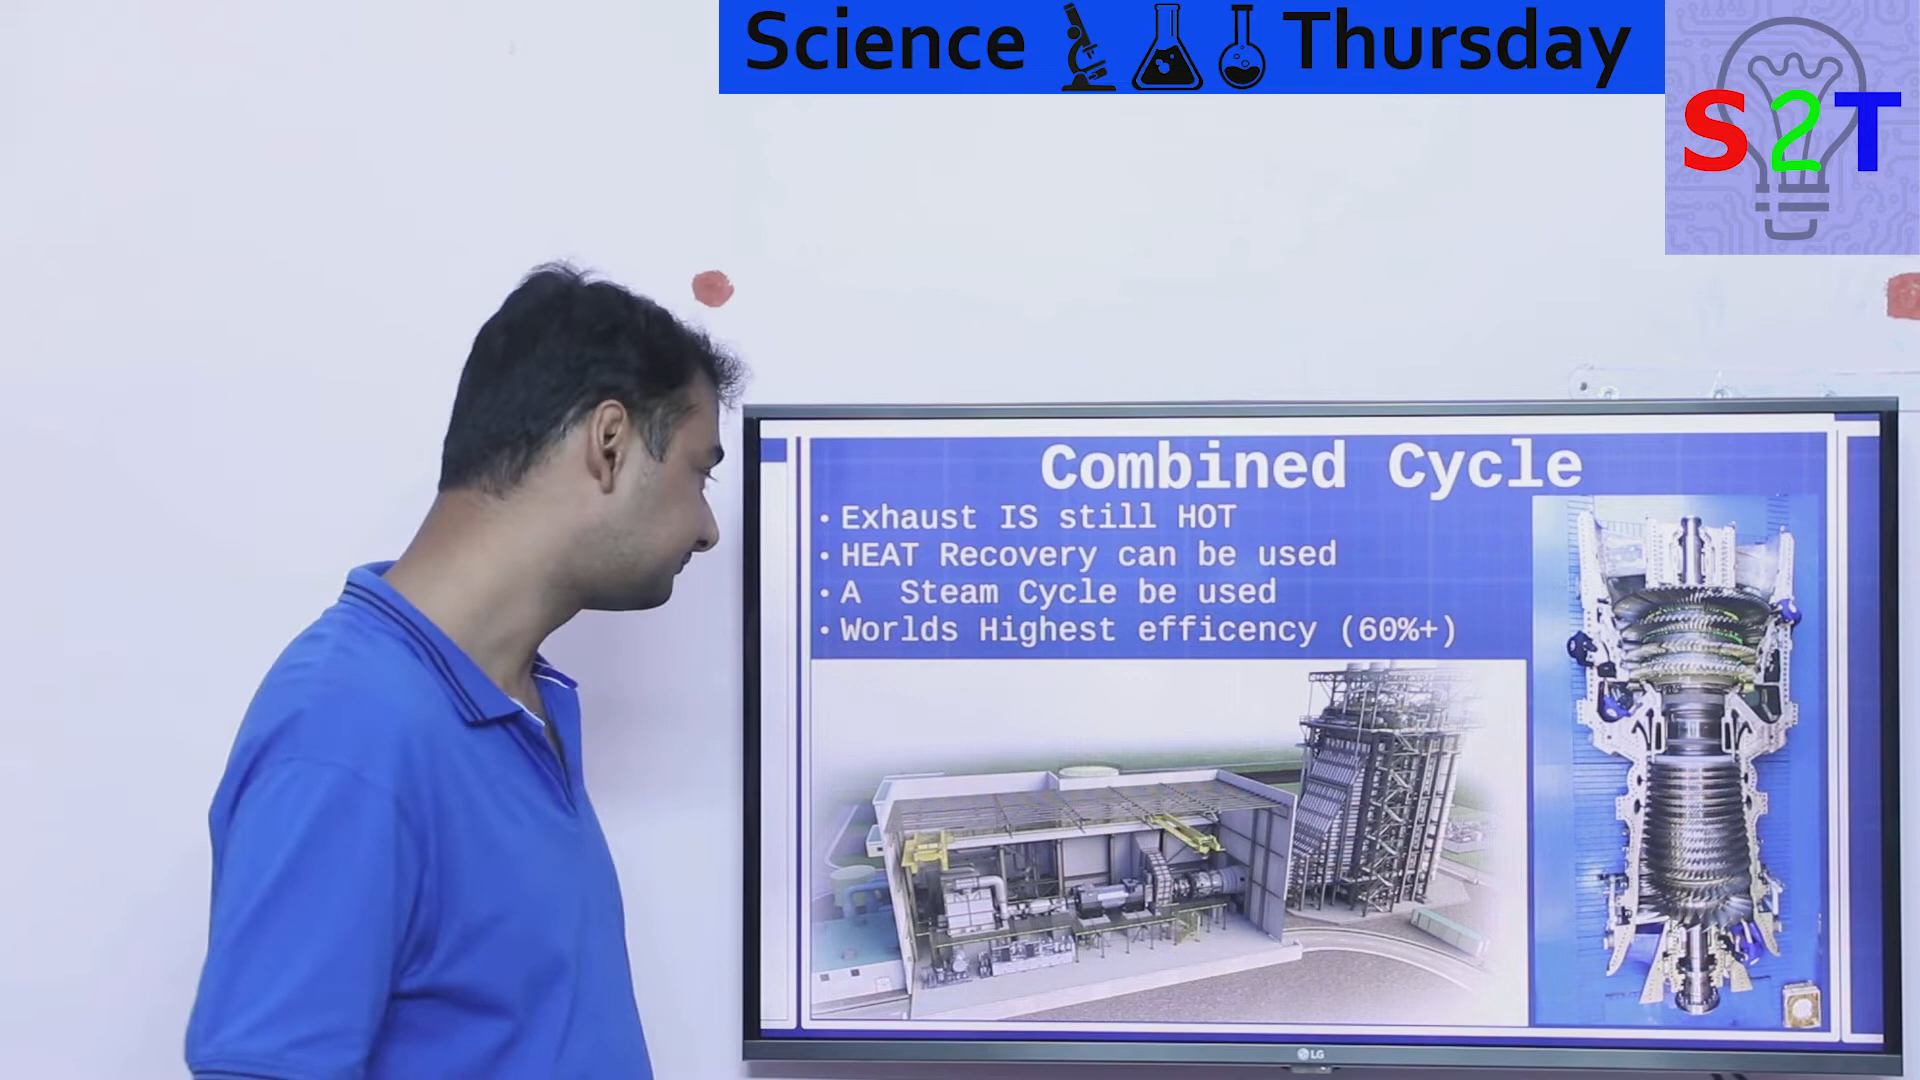 Science Thursday
S2T
Combined Cycle
• Exhaust IS still HOT
• HEAT Recovery can be used
• A  Steam Cycle be used
• Worlds Highest efficency (60%+)
LG